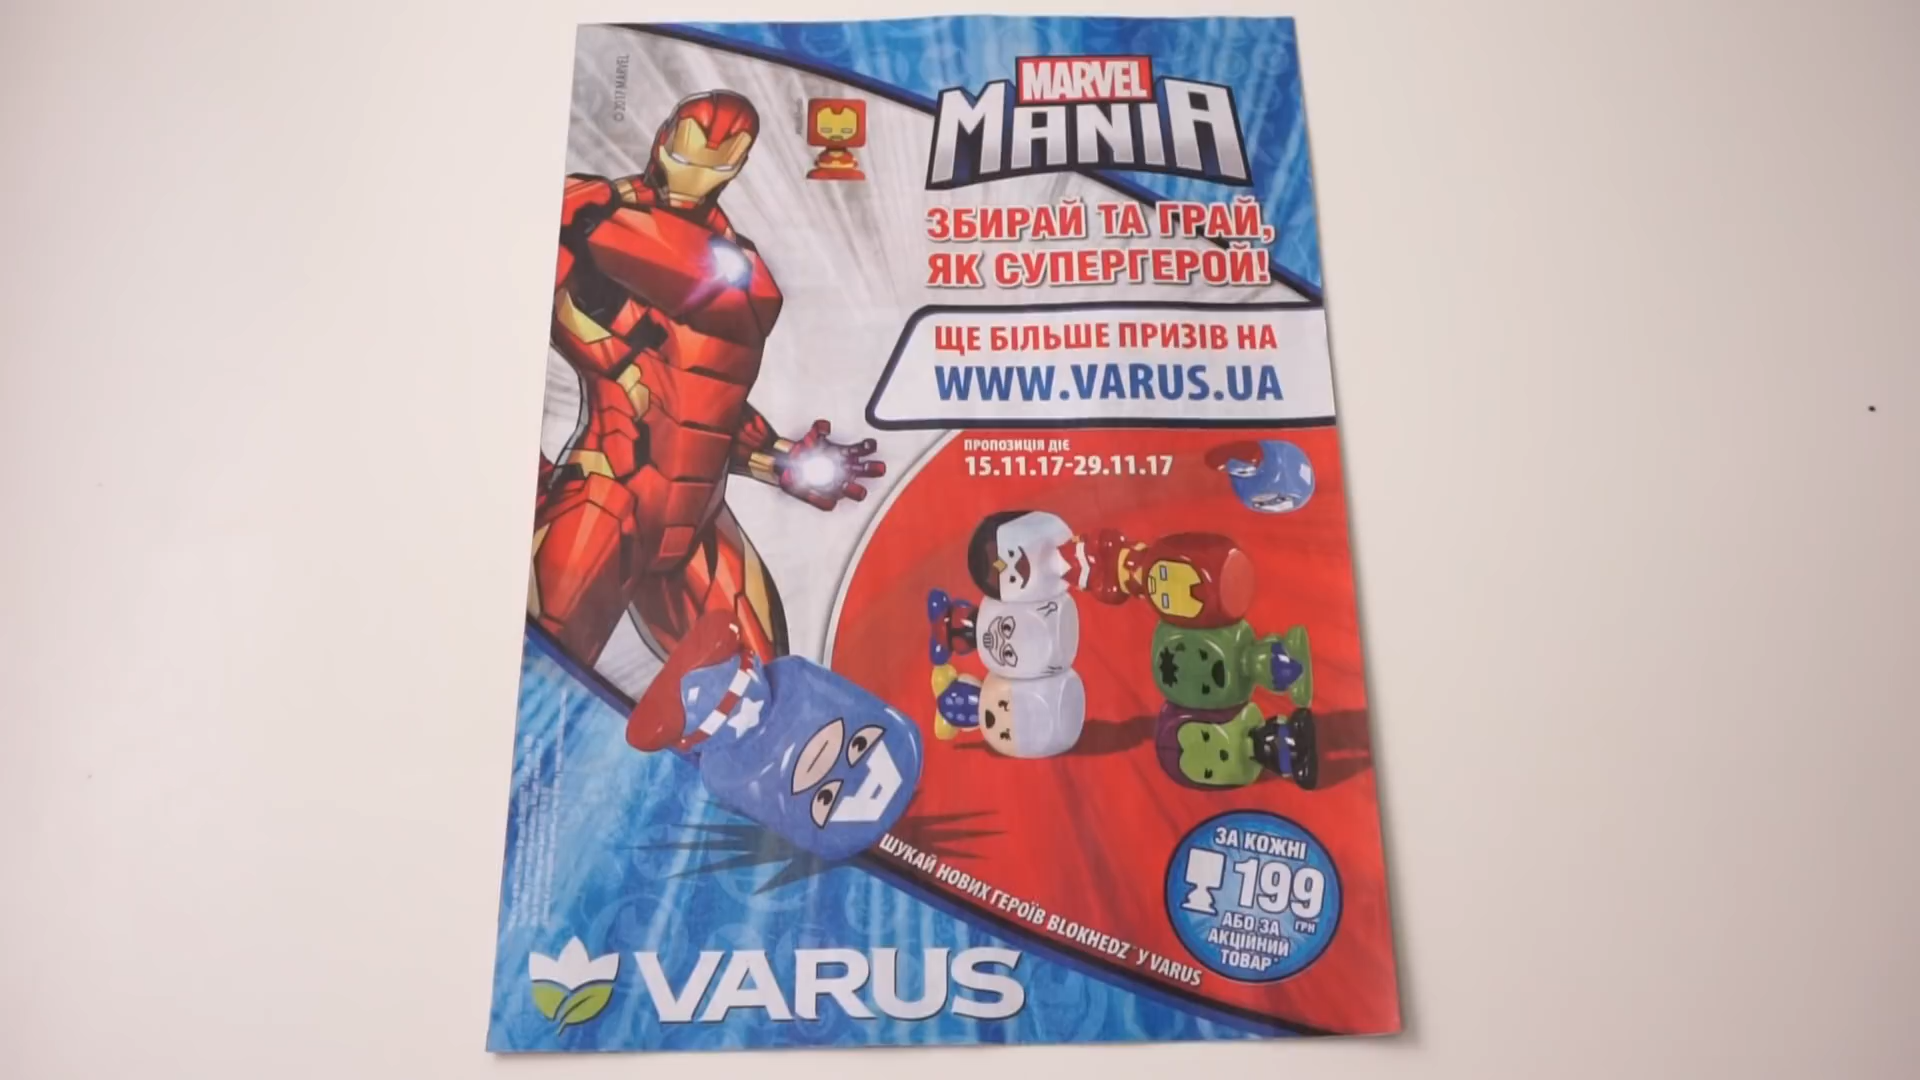 © 2017 MARVEL
MARVEL
MANIA
ЗБИРАЙ ТА ГРАЙ,
ЯК СУПЕРГЕРОЙ!
ЩЕ БІЛЬШЕ ПРИЗІВ НА
WWW.VARUS.UA
ПРОПОЗИЦІЯ ДІЄ
15.11.17-29.11.17
A
ШУКАЙ НОВИХ ГЕРОЇВ BLOKHEDZ™ У VARUS
ЗА КОЖНІ
199
ГРН
АБО ЗА
АКЦІЙНИЙ
ТОВАР*
VARUS